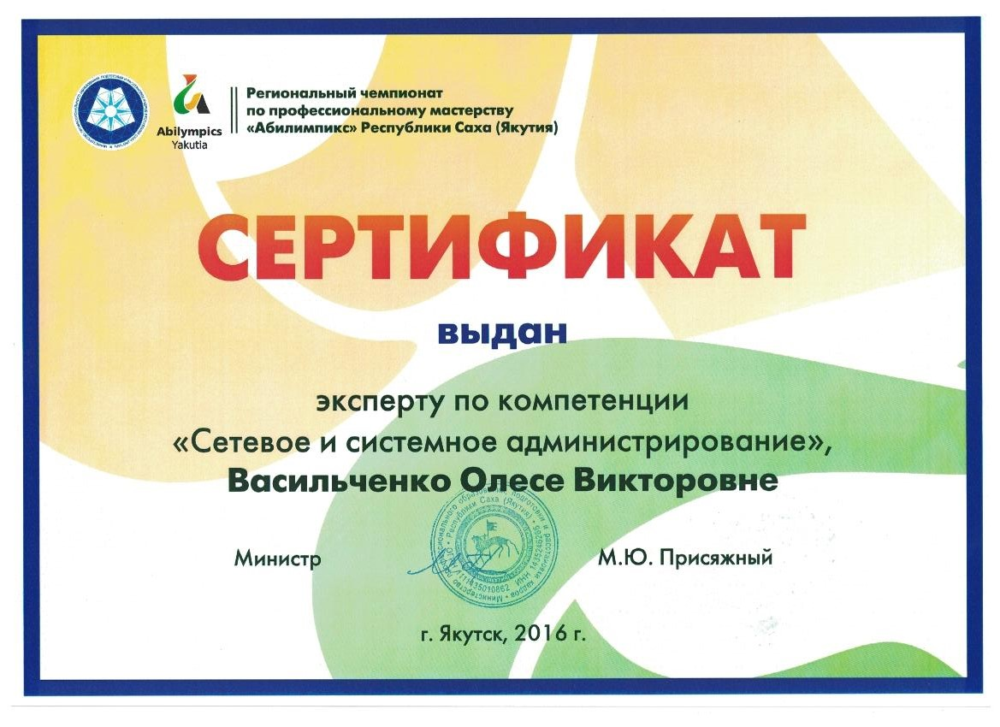 Abilympics
Yakutia
Региональный чемпионат
по профессиональному мастерству
«Абилимпикс» Республики Саха (Якутия)
СЕРТИФИКАТ
выдан
эксперту по компетенции
«Сетевое и системное администрирование»,
Васильченко Олесе Викторовне
Министр
М.Ю. Присяжный
г. Якутск, 2016 г.